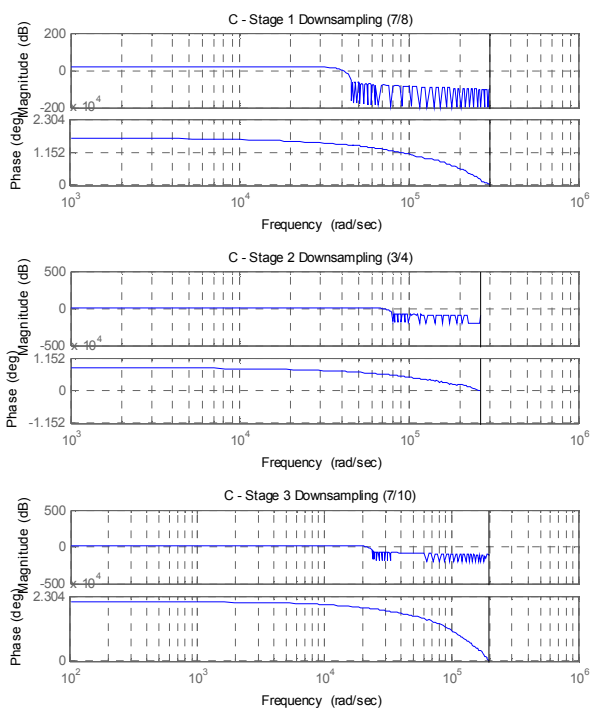 C - Stage 1 Downsampling (7/8)
Magnitude (dB)
200
0
-200
x 10^4
Phase (deg)
2.304
1.152
0
10^3 10^4 10^5 10^6
Frequency (rad/sec)
C - Stage 2 Downsampling (3/4)
Magnitude (dB)
500
0
-500
x 10^4
Phase (deg)
1.152
0
-1.152
10^3 10^4 10^5 10^6
Frequency (rad/sec)
C - Stage 3 Downsampling (7/10)
Magnitude (dB)
500
0
-500
x 10^4
Phase (deg)
2.304
0
10^2 10^3 10^4 10^5 10^6
Frequency (rad/sec)